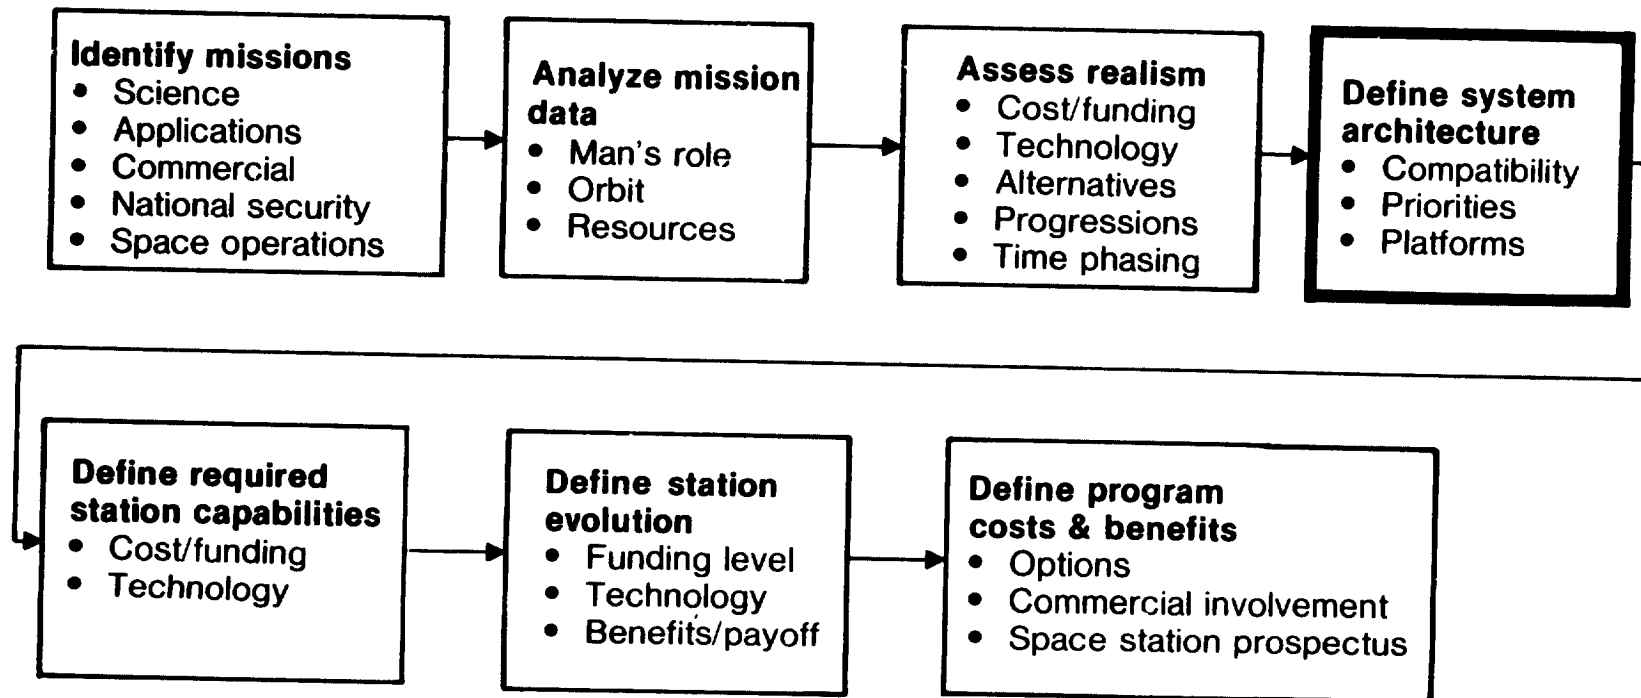 Identify missions
• Science
• Applications
• Commercial
• National security
• Space operations
Analyze mission
data
• Man's role
• Orbit
• Resources
Assess realism
• Cost/funding
• Technology
• Alternatives
• Progressions
• Time phasing
Define system
architecture
• Compatibility
• Priorities
• Platforms
Define required
station capabilities
• Cost/funding
• Technology
Define station
evolution
• Funding level
• Technology
• Benefits/payoff
Define program
costs & benefits
• Options
• Commercial involvement
• Space station prospectus